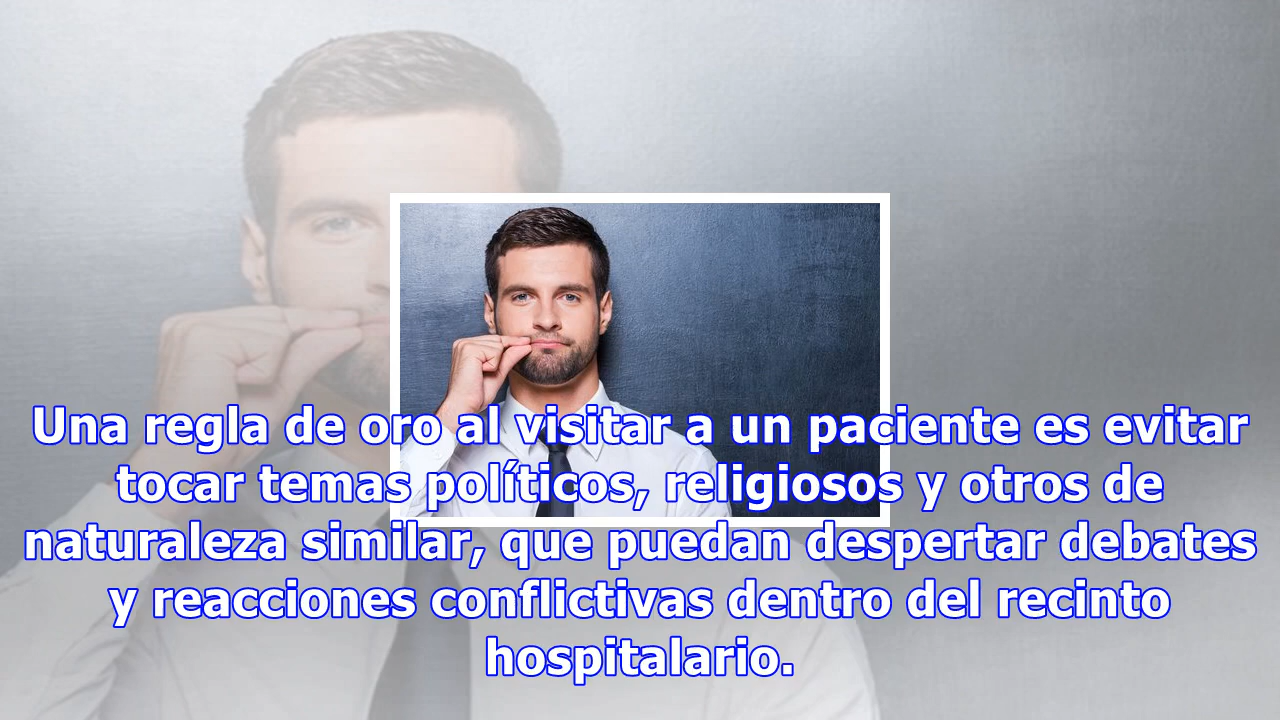 Una regla de oro al visitar a un paciente es evitar
tocar temas políticos, religiosos y otros de
naturaleza similar, que puedan despertar debates
y reacciones conflictivas dentro del recinto
hospitalario.